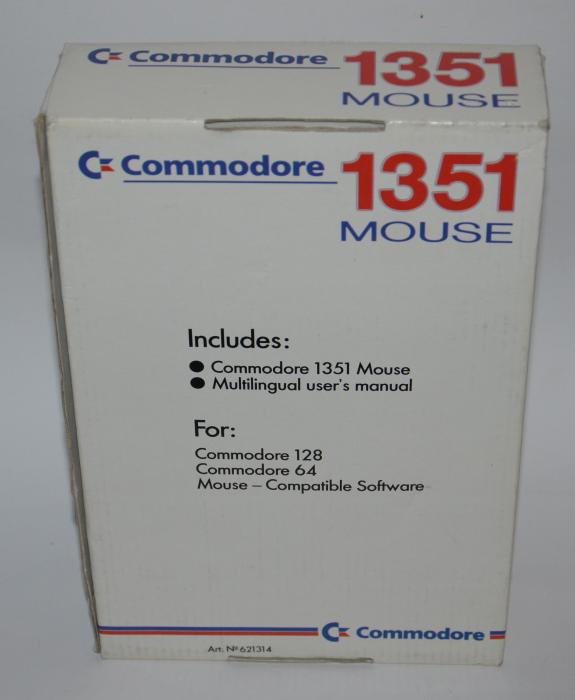 Commodore 1351
MOUSE
Commodore 1351
MOUSE
Includes:
● Commodore 1351 Mouse
● Multilingual user's manual
For:
Commodore 128
Commodore 64
Mouse – Compatible Software
Commodore
Art. Nº 621314